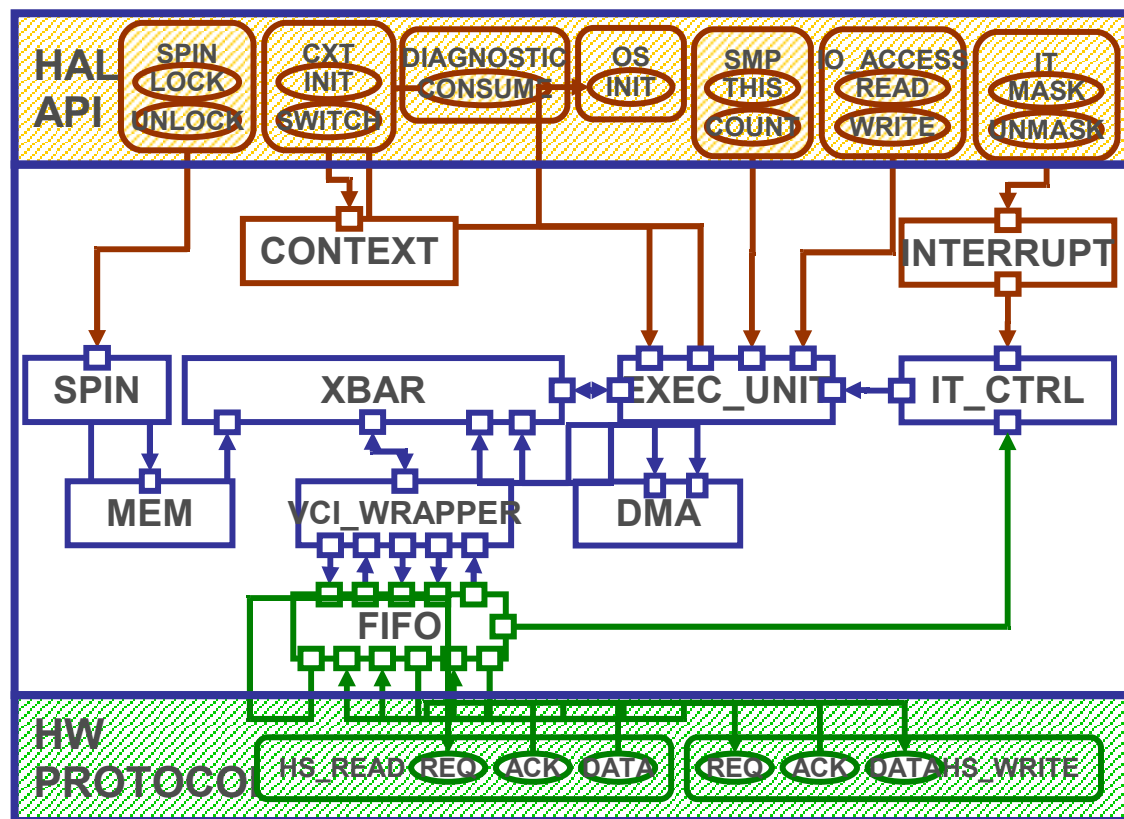 HAL
API
SPIN
LOCK
UNLOCK
CXT
INIT
SWITCH
DIAGNOSTIC
CONSUME
OS
INIT
SMP
THIS
COUNT
IO_ACCESS
READ
WRITE
IT
MASK
UNMASK
CONTEXT
INTERRUPT
SPIN
XBAR
EXEC_UNIT
IT_CTRL
MEM
VCI_WRAPPER
DMA
FIFO
HW
PROTOCOL
HS_READ REQ ACK DATA
REQ ACK DATA HS_WRITE